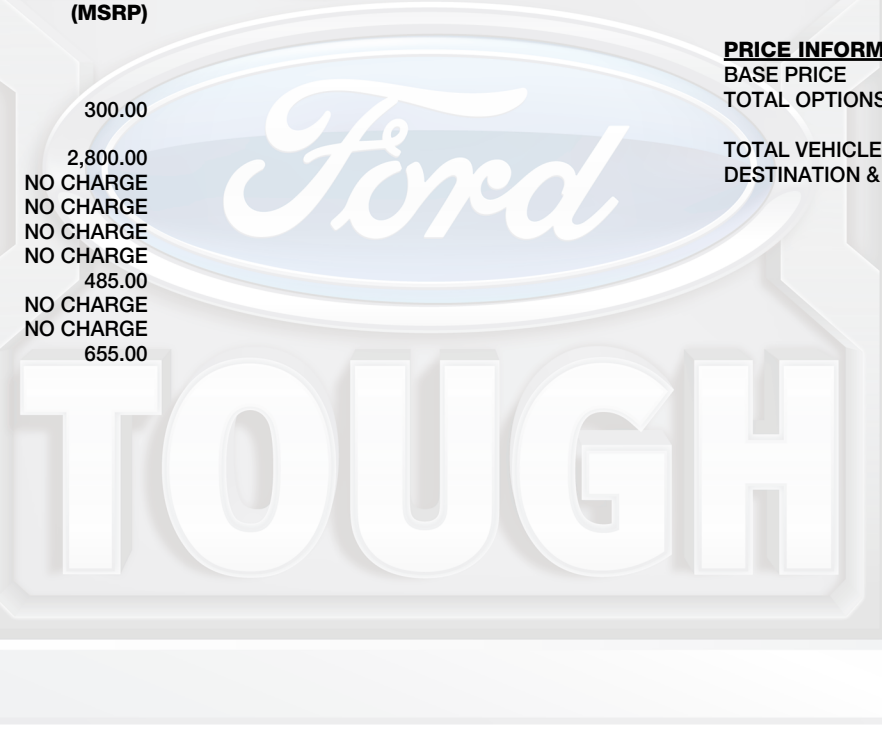 (MSRP)
300.00
2,800.00
NO CHARGE
NO CHARGE
NO CHARGE
NO CHARGE
485.00
NO CHARGE
NO CHARGE
655.00
PRICE INFORM
BASE PRICE
TOTAL OPTIONS
TOTAL VEHICLE
DESTINATION &
Ford
TOUGH